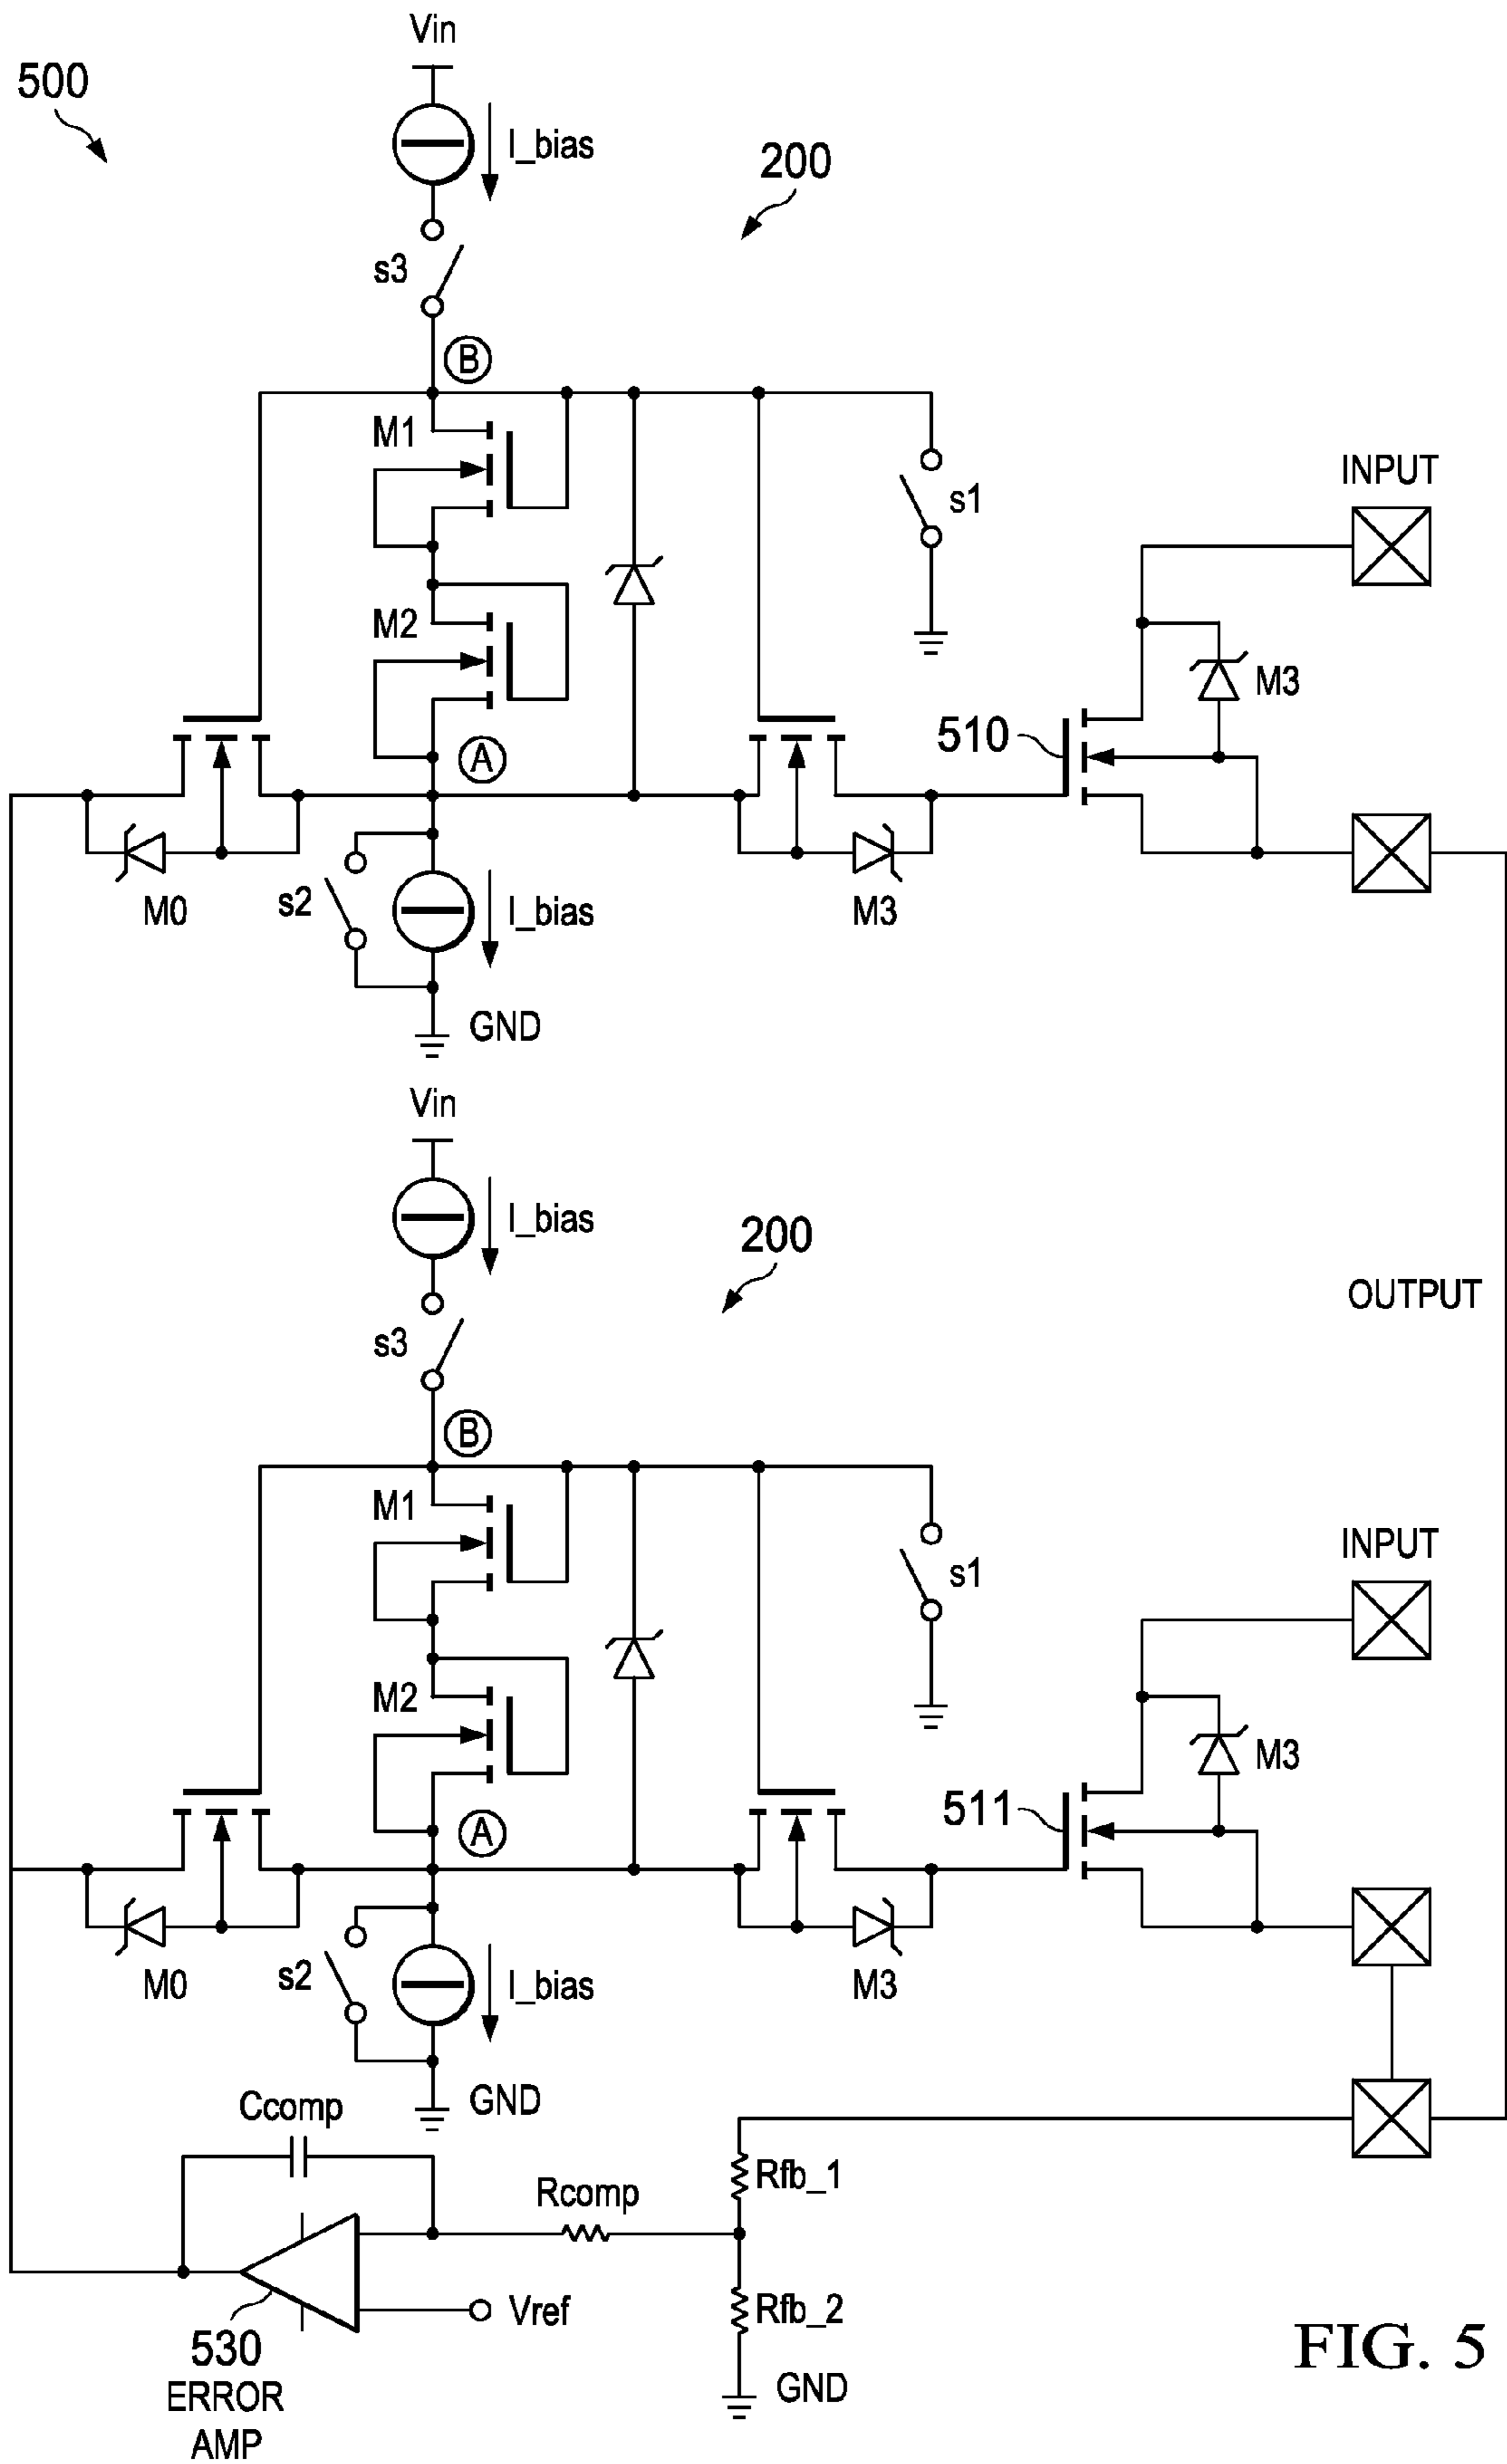 500
Vin
I_bias
200
s3
B
M1
s1
INPUT
M2
M3
510
A
M0
s2
I_bias
M3
GND
Vin
I_bias
200
OUTPUT
s3
B
M1
s1
INPUT
M2
M3
511
A
M0
s2
I_bias
M3
GND
Ccomp
Rcomp
Rfb_1
Vref
Rfb_2
530
ERROR
AMP
GND
FIG. 5